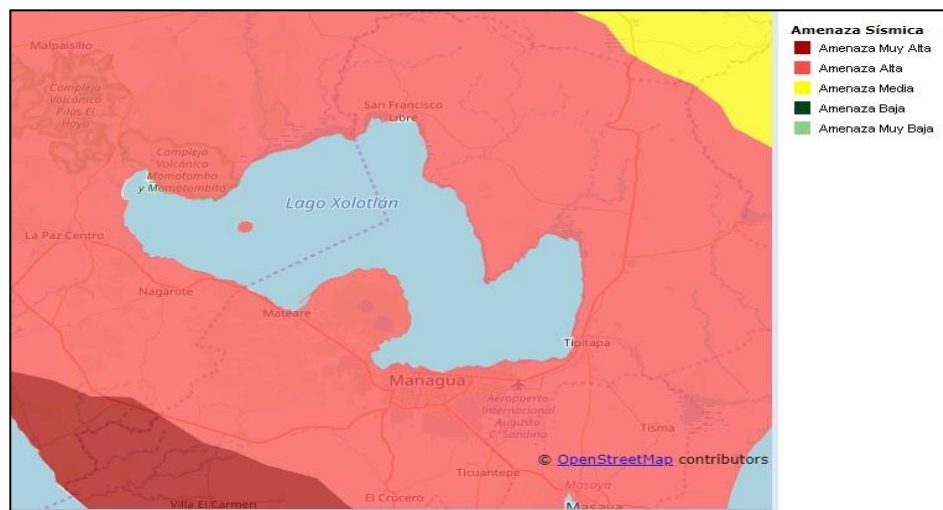 Malpaisillo
Complejo
Volcánico
Pilas El
Hoyo
San Francisco
Libre
Complejo
Volcánico
Momotombo
y Momotombito
Lago Xolotlán
La Paz Centro
Nagarote
Mateare
Tipitapa
Managua
Aeropuerto
Internacional
Augusto
C. Sandino
Tisma
Ticuantepe
© OpenStreetMap contributors
Masaya
El Crucero
Villa El Carmen
Masaya
Amenaza Sísmica
Amenaza Muy Alta
Amenaza Alta
Amenaza Media
Amenaza Baja
Amenaza Muy Baja